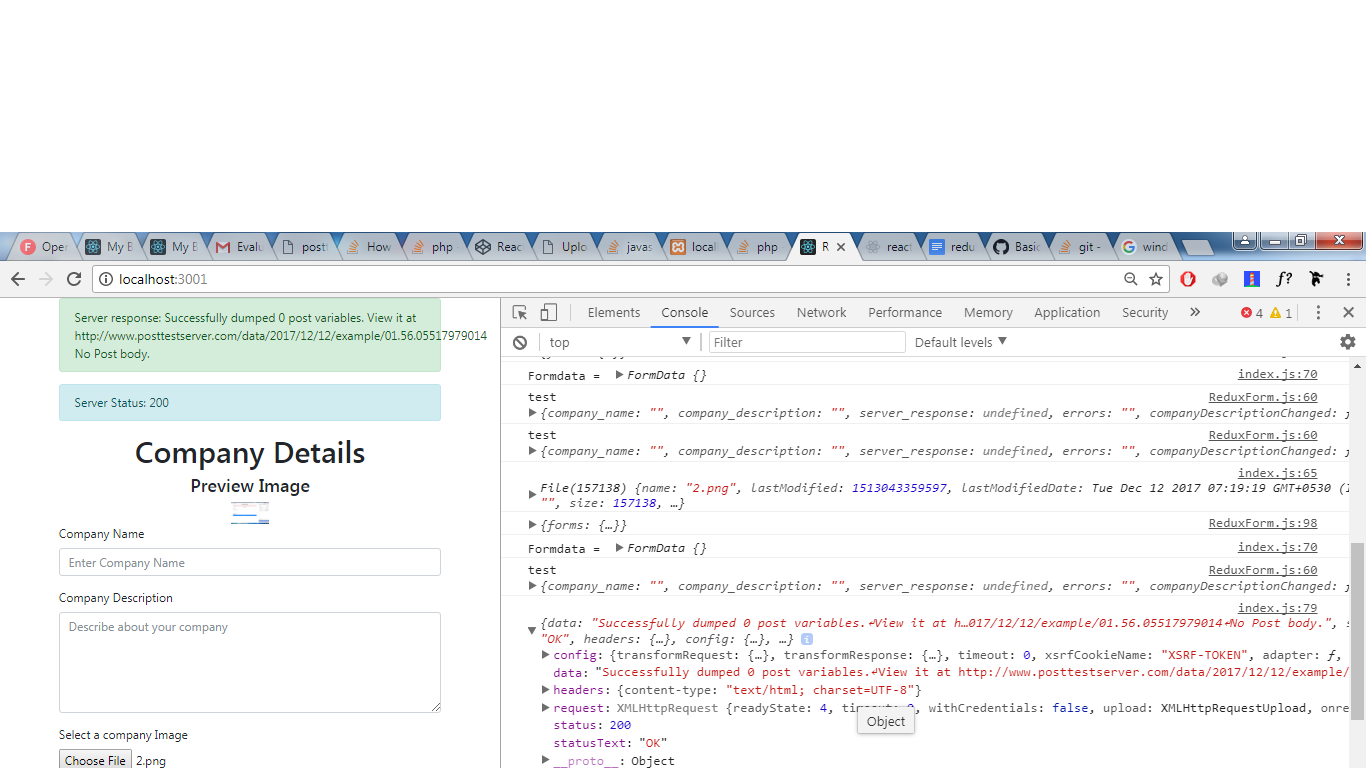 Oper
My B
My B
Evalu
postt
How
php
Reac
Uplo
javas
local
php
R
react
redu
Basic
git -
wind
localhost:3001
f?
Server response: Successfully dumped 0 post variables. View it at
http://www.posttestserver.com/data/2017/12/12/example/01.56.05517979014
No Post body.
Server Status: 200
Company Details
Preview Image
Company Name
Enter Company Name
Company Description
Describe about your company
Select a company Image
Choose File 2.png
Elements Console Sources Network Performance Memory Application Security » 4 1
top Filter Default levels
Formdata = FormData {} index.js:70
test ReduxForm.js:60
{company_name: "", company_description: "", server_response: undefined, errors: "", companyDescriptionChanged: ƒ
test ReduxForm.js:60
{company_name: "", company_description: "", server_response: undefined, errors: "", companyDescriptionChanged: ƒ
index.js:65
File(157138) {name: "2.png", lastModified: 1513043359597, lastModifiedDate: Tue Dec 12 2017 07:19:19 GMT+0530 (I
"", size: 157138, …}
{forms: {…}} ReduxForm.js:98
Formdata = FormData {} index.js:70
test ReduxForm.js:60
{company_name: "", company_description: "", server_response: undefined, errors: "", companyDescriptionChanged: ƒ
index.js:79
{data: "Successfully dumped 0 post variables.↵View it at h…017/12/12/example/01.56.05517979014↵No Post body.", s
"OK", headers: {…}, config: {…}, …} i
config: {transformRequest: {…}, transformResponse: {…}, timeout: 0, xsrfCookieName: "XSRF-TOKEN", adapter: ƒ,
data: "Successfully dumped 0 post variables.↵View it at http://www.posttestserver.com/data/2017/12/12/example/
headers: {content-type: "text/html; charset=UTF-8"}
request: XMLHttpRequest {readyState: 4, timeout: 0, withCredentials: false, upload: XMLHttpRequestUpload, onre
Object
status: 200
statusText: "OK"
__proto__: Object